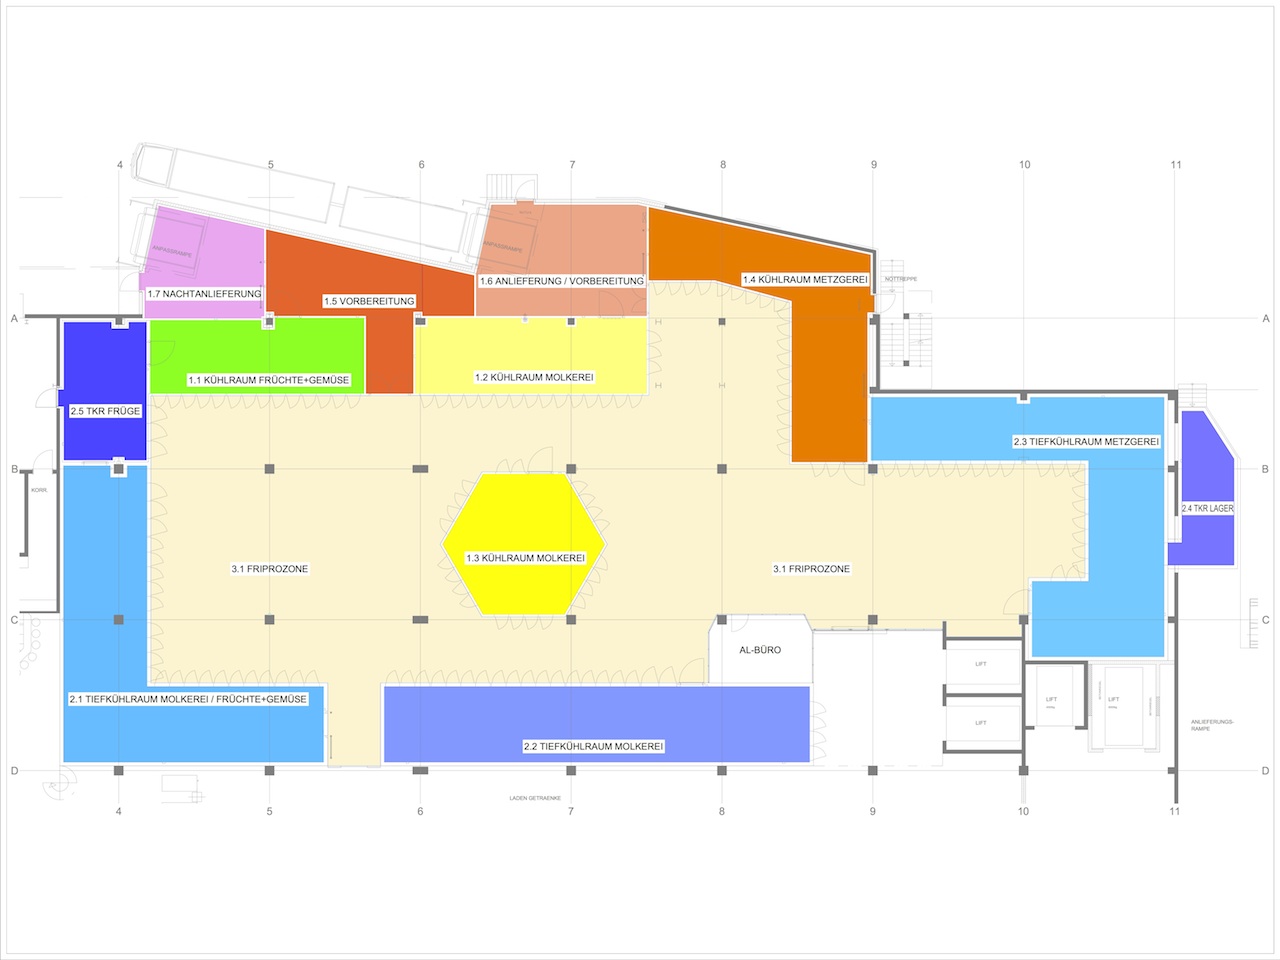 4 5 6 7 8 9 10 11
ANPASSRAMPE
ANPASSRAMPE
1.7 NACHTANLIEFERUNG
1.5 VORBEREITUNG
1.6 ANLIEFERUNG / VORBEREITUNG
1.4 KÜHLRAUM METZGEREI
NOTTREPPE
A A
1.1 KÜHLRAUM FRÜCHTE+GEMÜSE
1.2 KÜHLRAUM MOLKEREI
2.5 TKR FRÜGE
2.3 TIEFKÜHLRAUM METZGEREI
B B
KORR.
2.4 TKR LAGER
1.3 KÜHLRAUM MOLKEREI
3.1 FRIPROZONE
3.1 FRIPROZONE
C C
AL-BÜRO
LIFT
2.1 TIEFKÜHLRAUM MOLKEREI / FRÜCHTE+GEMÜSE
LIFT
LIFT
LIFT
ANLIEFERUNGS-
RAMPE
2.2 TIEFKÜHLRAUM MOLKEREI
D D
LADEN GETRAENKE
4 5 6 7 8 9 10 11